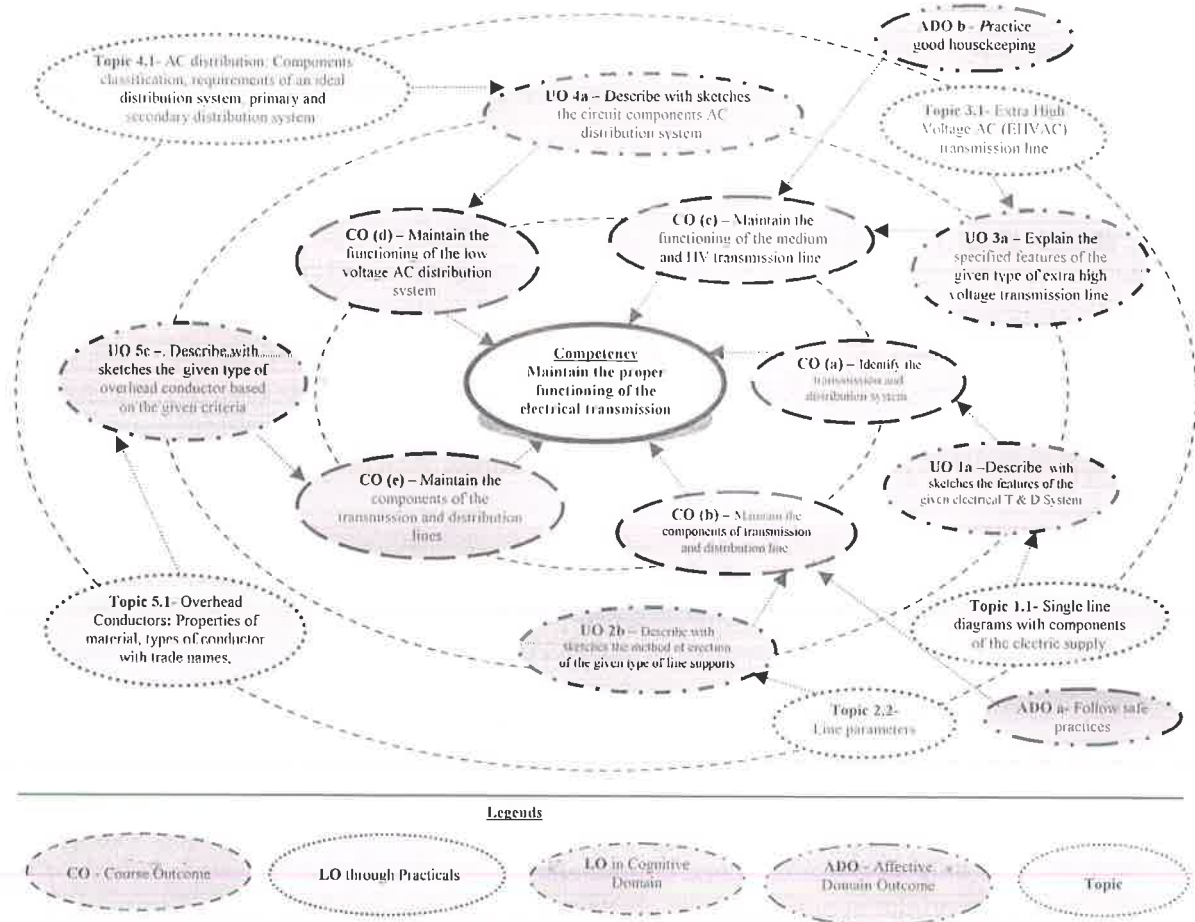 ADO b - Practice
good housekeeping
Topic 4.1- AC distribution: Components
classification, requirements of an ideal
distribution system, primary and
secondary distribution system
UO 4a – Describe with sketches
the circuit components AC
distribution system
Topic 3.1- Extra High
Voltage AC (EHVAC)
transmission line
CO (d) – Maintain the
functioning of the low
voltage AC distribution
system
CO (c) – Maintain the
functioning of the medium
and HV transmission line
UO 3a – Explain the
specified features of the
given type of extra high
voltage transmission line
UO 5c –. Describe with
sketches the given type of
overhead conductor based
on the given criteria
Competency
Maintain the proper
functioning of the
electrical transmission
CO (a) – Identify the
transmission and
distribution system
CO (e) – Maintain the
components of the
transmission and distribution
lines
CO (b) – Maintain the
components of transmission
and distribution line
UO 1a –Describe with
sketches the features of the
given electrical T & D System
Topic 5.1- Overhead
Conductors: Properties of
material, types of conductor
with trade names.
UO 2b – Describe with
sketches the method of erection
of the given type of line supports
Topic 1.1- Single line
diagrams with components
of the electric supply
Topic 2.2-
Line parameters
ADO a- Follow safe
practices
Legends
CO - Course Outcome
LO through Practicals
LO in Cognitive
Domain
ADO - Affective
Domain Outcome
Topic